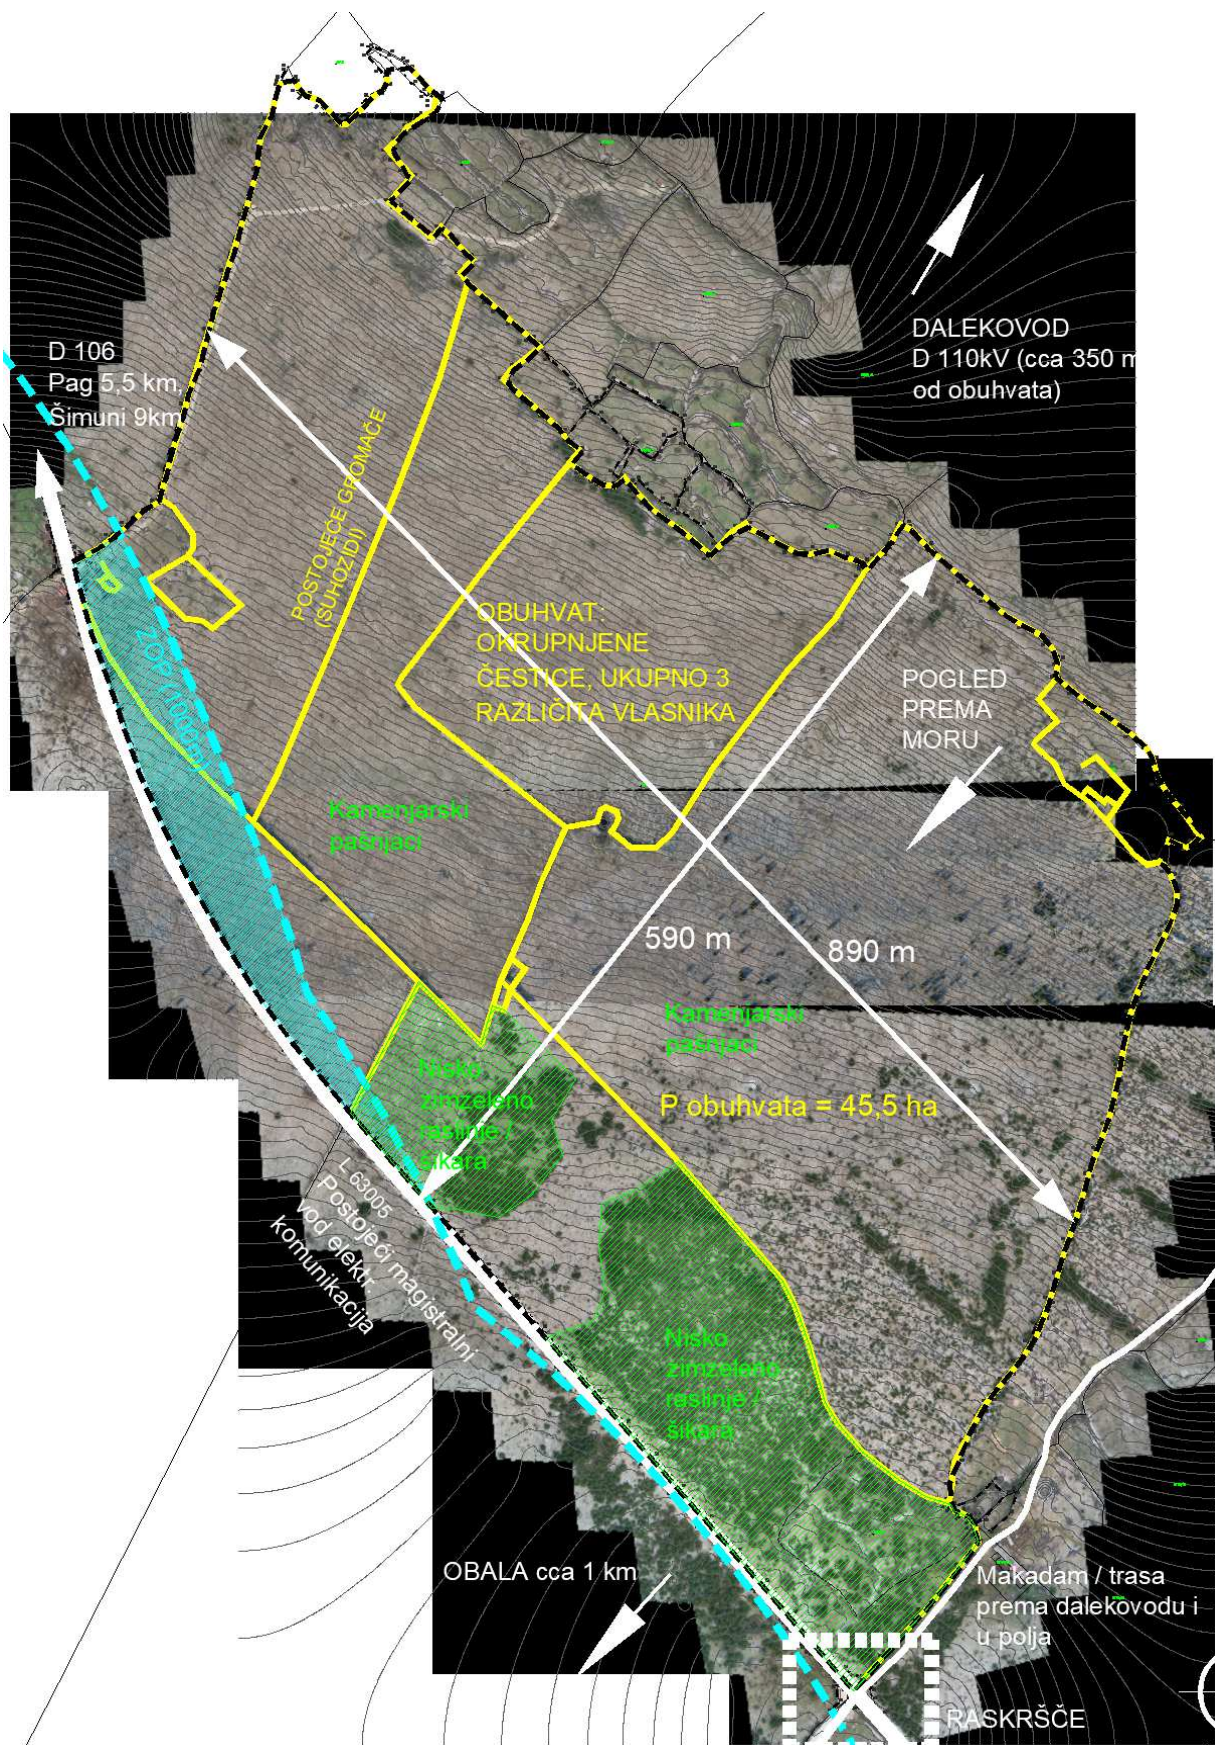 DALEKOVOD
D 110kV (cca 350 m
od obuhvata)
D 106
Pag 5,5 km,
Šimuni 9km
POSTOJEĆE GROMAČE
(SUHOZIDI)
OBUHVAT:
OKRUPNJENE
ČESTICE, UKUPNO 3
RAZLIČITA VLASNIKA
ZOP (1000m)
POGLED
PREMA
MORU
Kamenjarski
pašnjaci
590 m
890 m
Kamenjarski
pašnjaci
Nisko
zimzeleno
raslinje /
šikara
P obuhvata = 45,5 ha
L 63005
Postojeći magistralni
vod elektr.
komunikacija
Nisko
zimzeleno
raslinje /
šikara
OBALA cca 1 km
Makadam / trasa
prema dalekovodu i
u polja
RASKRŠČE